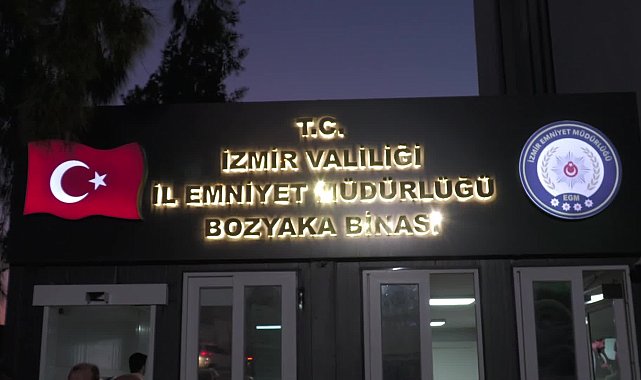 T.C.
İZMİR VALİLİĞİ
İL EMNİYET MÜDÜRLÜĞÜ
BOZYAKA BİNASI
İZMİR EMNİYET MÜDÜRLÜĞÜ
EGM